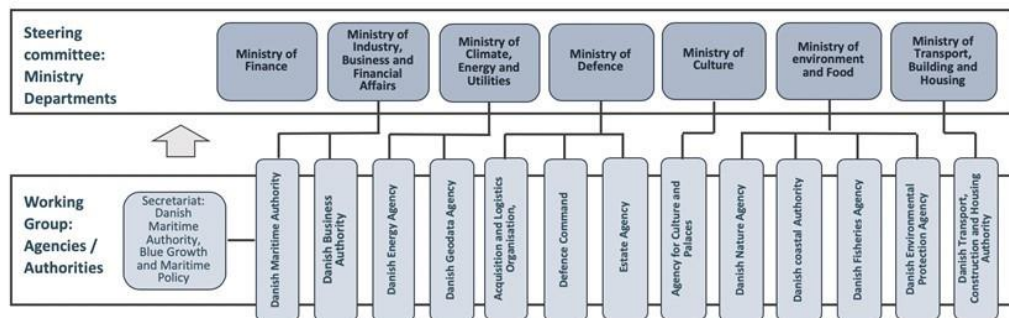 Steering
committee:
Ministry
Departments
Ministry of
Finance
Ministry of
Industry,
Business and
Financial
Affairs
Ministry of
Climate,
Energy and
Utilities
Ministry of
Defence
Ministry of
Culture
Ministry of
environment
and Food
Ministry of
Transport,
Building and
Housing
Working
Group:
Agencies /
Authorities
Secretariat:
Danish
Maritime
Authority,
Blue Growth
and Maritime
Policy
Danish Maritime Authority
Danish Business
Authority
Danish Energy Agency
Danish Geodata Agency
Acquisition and Logistics
Organisation,
Defence Command
Estate Agency
Agency for Culture and
Palaces
Danish Nature Agency
Danish coastal Authority
Danish Fisheries Agency
Danish Environmental
Protection Agency
Danish Transport,
Construction and Housing
Authority